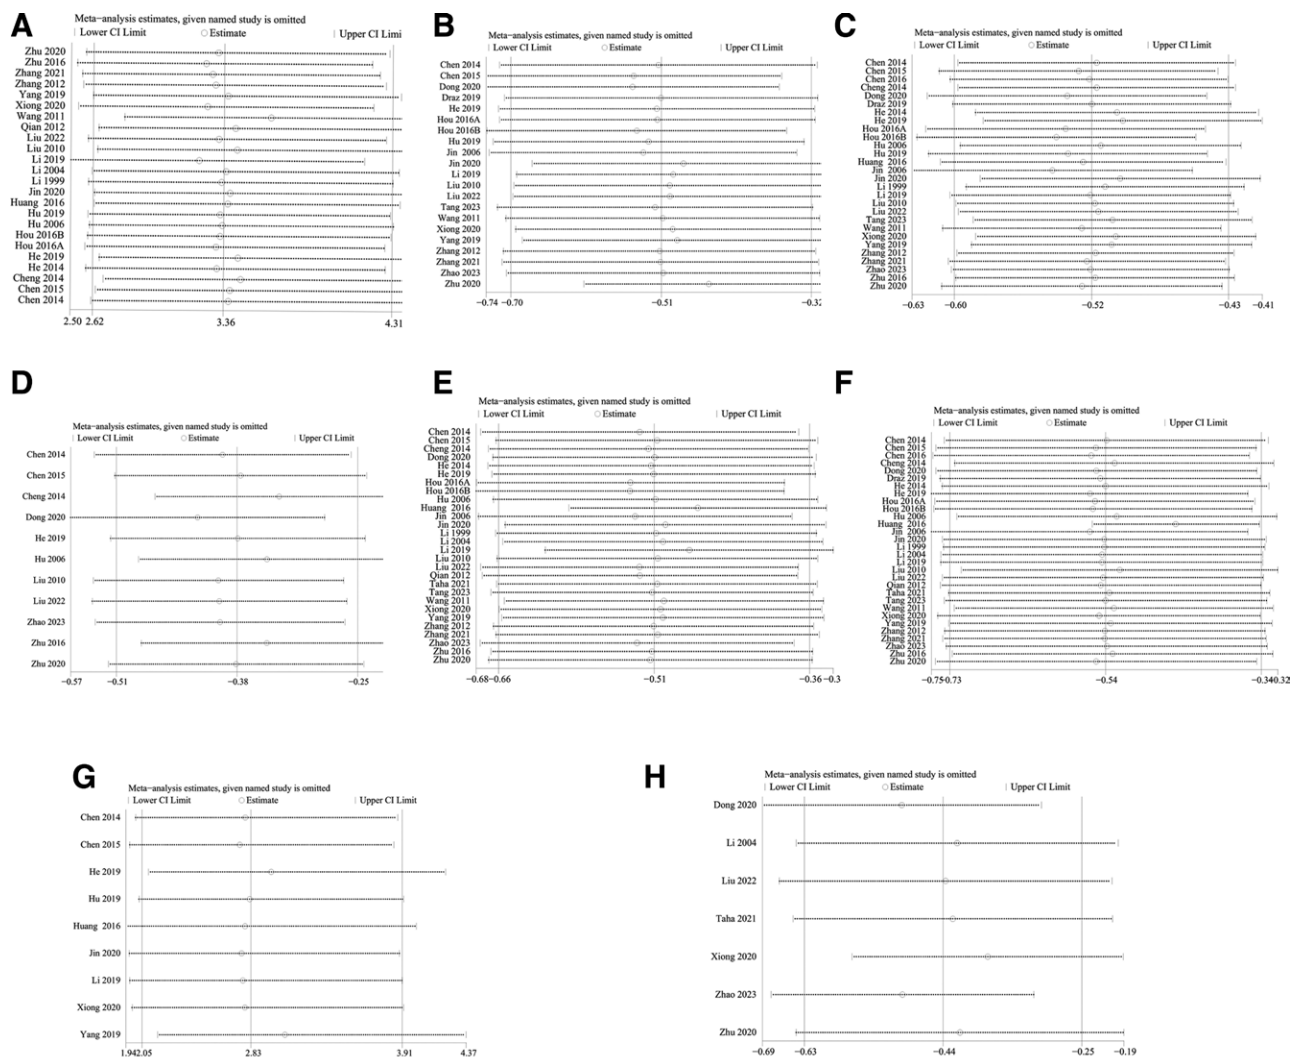 A
Meta-analysis estimates, given named study is omitted
Lower CI Limit Estimate Upper CI Limi
Zhu 2020
Zhu 2016
Zhang 2021
Zhang 2012
Yang 2019
Xiong 2020
Wang 2011
Qian 2012
Liu 2022
Liu 2010
Li 2019
Li 2004
Li 1999
Jin 2020
Huang 2016
Hu 2019
Hu 2006
Hou 2016B
Hou 2016A
He 2019
He 2014
Cheng 2014
Chen 2015
Chen 2014
2.50 2.62 3.36 4.31
B
Meta-analysis estimates, given named study is omitted
Lower CI Limit Estimate Upper CI Limit
Chen 2014
Chen 2015
Dong 2020
Draz 2019
He 2019
Hou 2016A
Hou 2016B
Hu 2019
Jin 2006
Jin 2020
Li 2019
Liu 2010
Liu 2022
Tang 2023
Wang 2011
Xiong 2020
Yang 2019
Zhang 2012
Zhang 2021
Zhao 2023
Zhu 2020
-0.74 -0.70 -0.51 -0.32
C
Meta-analysis estimates, given named study is omitted
Lower CI Limit Estimate Upper CI Limit
Chen 2014
Chen 2015
Chen 2016
Cheng 2014
Dong 2020
Draz 2019
He 2014
He 2019
Hou 2016A
Hou 2016B
Hu 2006
Hu 2019
Huang 2016
Jin 2006
Jin 2020
Li 1999
Li 2019
Liu 2010
Liu 2022
Tang 2023
Wang 2011
Xiong 2020
Yang 2019
Zhang 2012
Zhang 2021
Zhao 2023
Zhu 2016
Zhu 2020
-0.63 -0.60 -0.52 -0.43 -0.41
D
Meta-analysis estimates, given named study is omitted
Lower CI Limit Estimate Upper CI Limit
Chen 2014
Chen 2015
Cheng 2014
Dong 2020
He 2019
Hu 2006
Liu 2010
Liu 2022
Zhao 2023
Zhu 2016
Zhu 2020
-0.57 -0.51 -0.38 -0.25
E
Meta-analysis estimates, given named study is omitted
Lower CI Limit Estimate Upper CI Limit
Chen 2014
Chen 2015
Cheng 2014
Dong 2020
He 2014
He 2019
Hou 2016A
Hou 2016B
Hu 2006
Huang 2016
Jin 2006
Jin 2020
Li 1999
Li 2004
Li 2019
Liu 2010
Liu 2022
Qian 2012
Taha 2021
Tang 2023
Wang 2011
Xiong 2020
Yang 2019
Zhang 2012
Zhang 2021
Zhao 2023
Zhu 2016
Zhu 2020
-0.68-0.66 -0.51 -0.36 -0.3
F
Meta-analysis estimates, given named study is omitted
Lower CI Limit Estimate Upper CI Limit
Chen 2014
Chen 2015
Chen 2016
Cheng 2014
Dong 2020
Draz 2019
He 2014
He 2019
Hou 2016A
Hou 2016B
Hu 2006
Huang 2016
Jin 2006
Jin 2020
Li 1999
Li 2004
Li 2019
Liu 2010
Liu 2022
Qian 2012
Taha 2021
Tang 2023
Wang 2011
Xiong 2020
Yang 2019
Zhang 2012
Zhang 2021
Zhao 2023
Zhu 2016
Zhu 2020
-0.75-0.73 -0.54 -0.34-0.32
G
Meta-analysis estimates, given named study is omitted
Lower CI Limit Estimate Upper CI Limit
Chen 2014
Chen 2015
He 2019
Hu 2019
Huang 2016
Jin 2020
Li 2019
Xiong 2020
Yang 2019
1.942.05 2.83 3.91 4.37
H
Meta-analysis estimates, given named study is omitted
Lower CI Limit Estimate Upper CI Limit
Dong 2020
Li 2004
Liu 2022
Taha 2021
Xiong 2020
Zhao 2023
Zhu 2020
-0.69 -0.63 -0.44 -0.25 -0.19